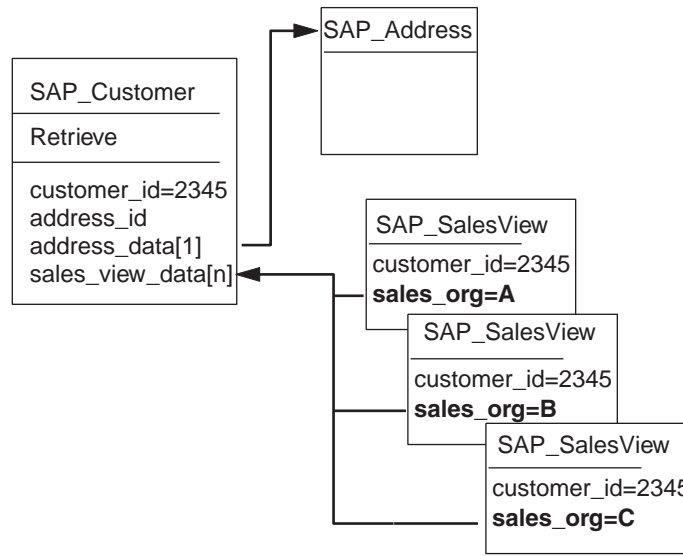 SAP_Address
SAP_Customer
Retrieve
customer_id=2345
address_id
address_data[1]
sales_view_data[n]
SAP_SalesView
customer_id=2345
sales_org=A
SAP_SalesView
customer_id=2345
sales_org=B
SAP_SalesView
customer_id=2345
sales_org=C